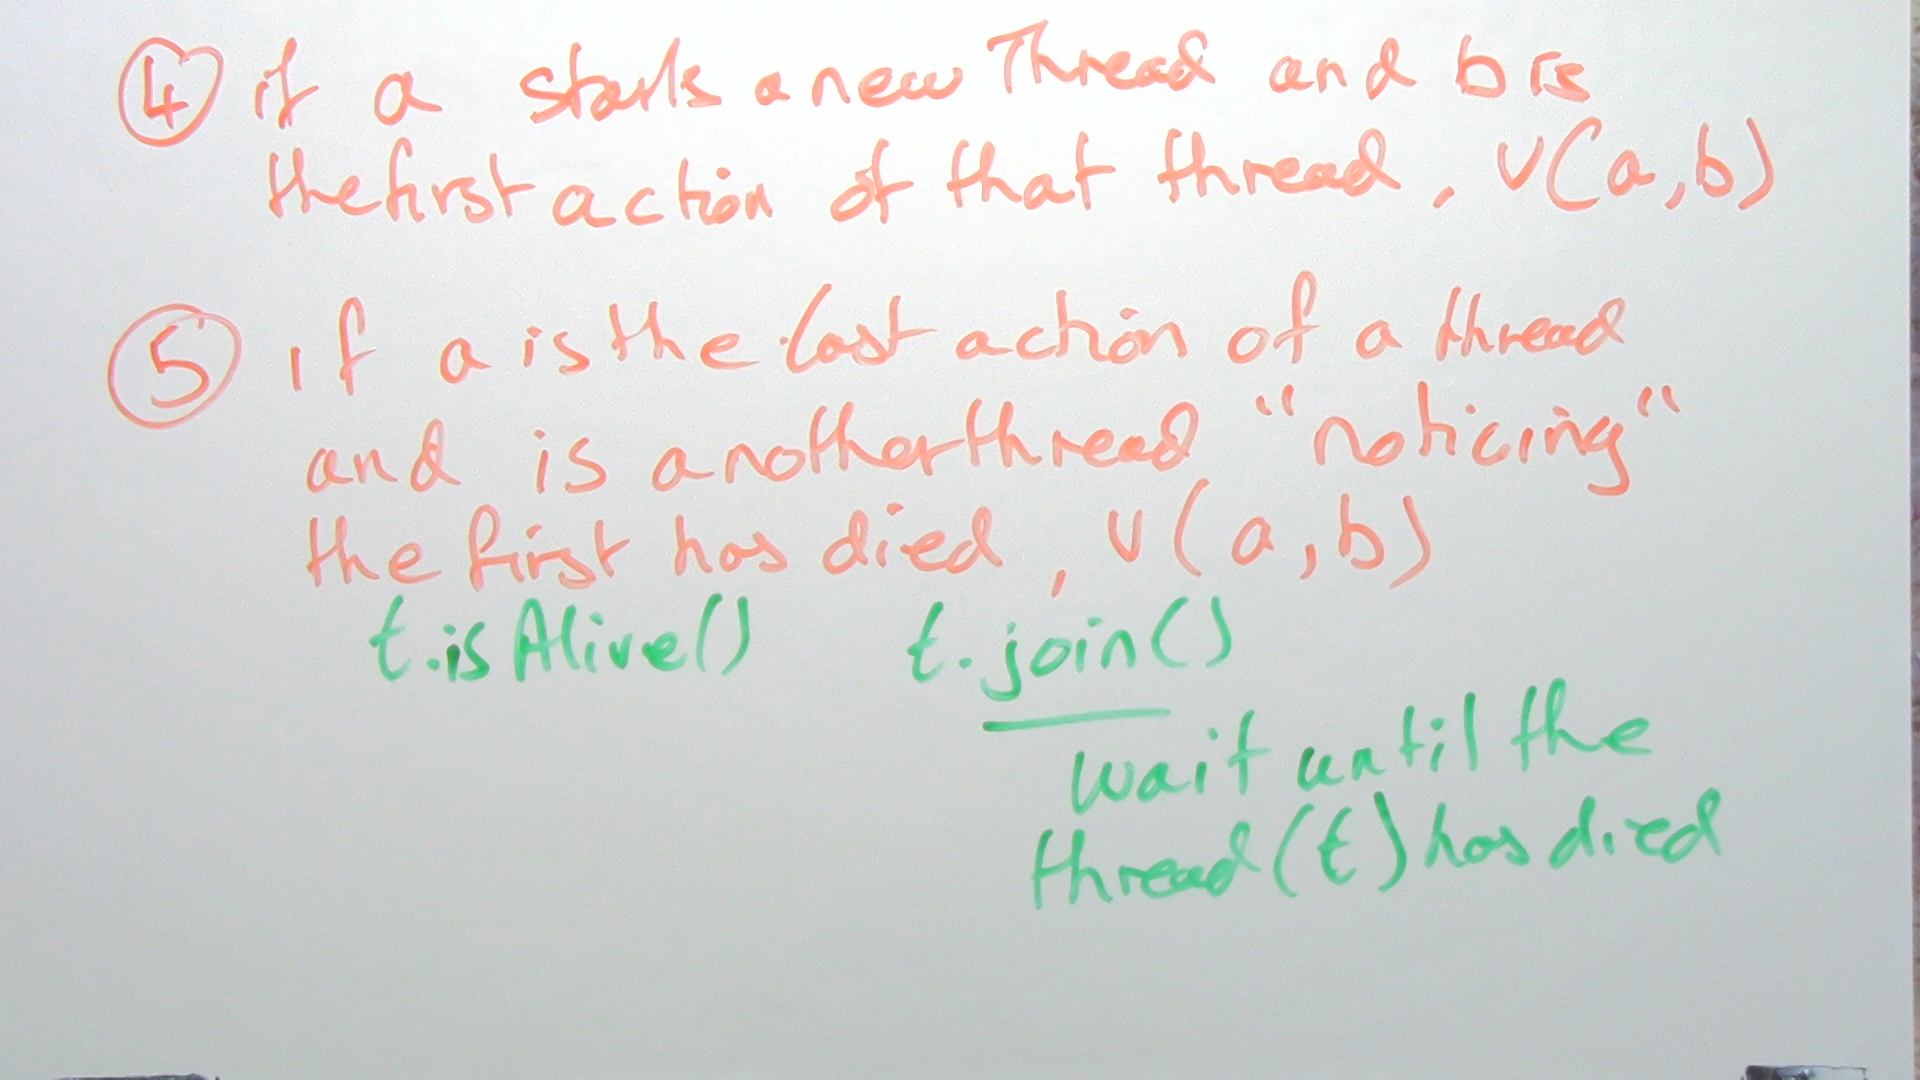 ④ if a starts a new Thread and b is
the first action of that thread, v(a,b)
⑤ if a is the last action of a thread
and is another thread "noticing"
the first has died, v(a,b)
t.isAlive() t.join()
wait until the
thread (t) has died